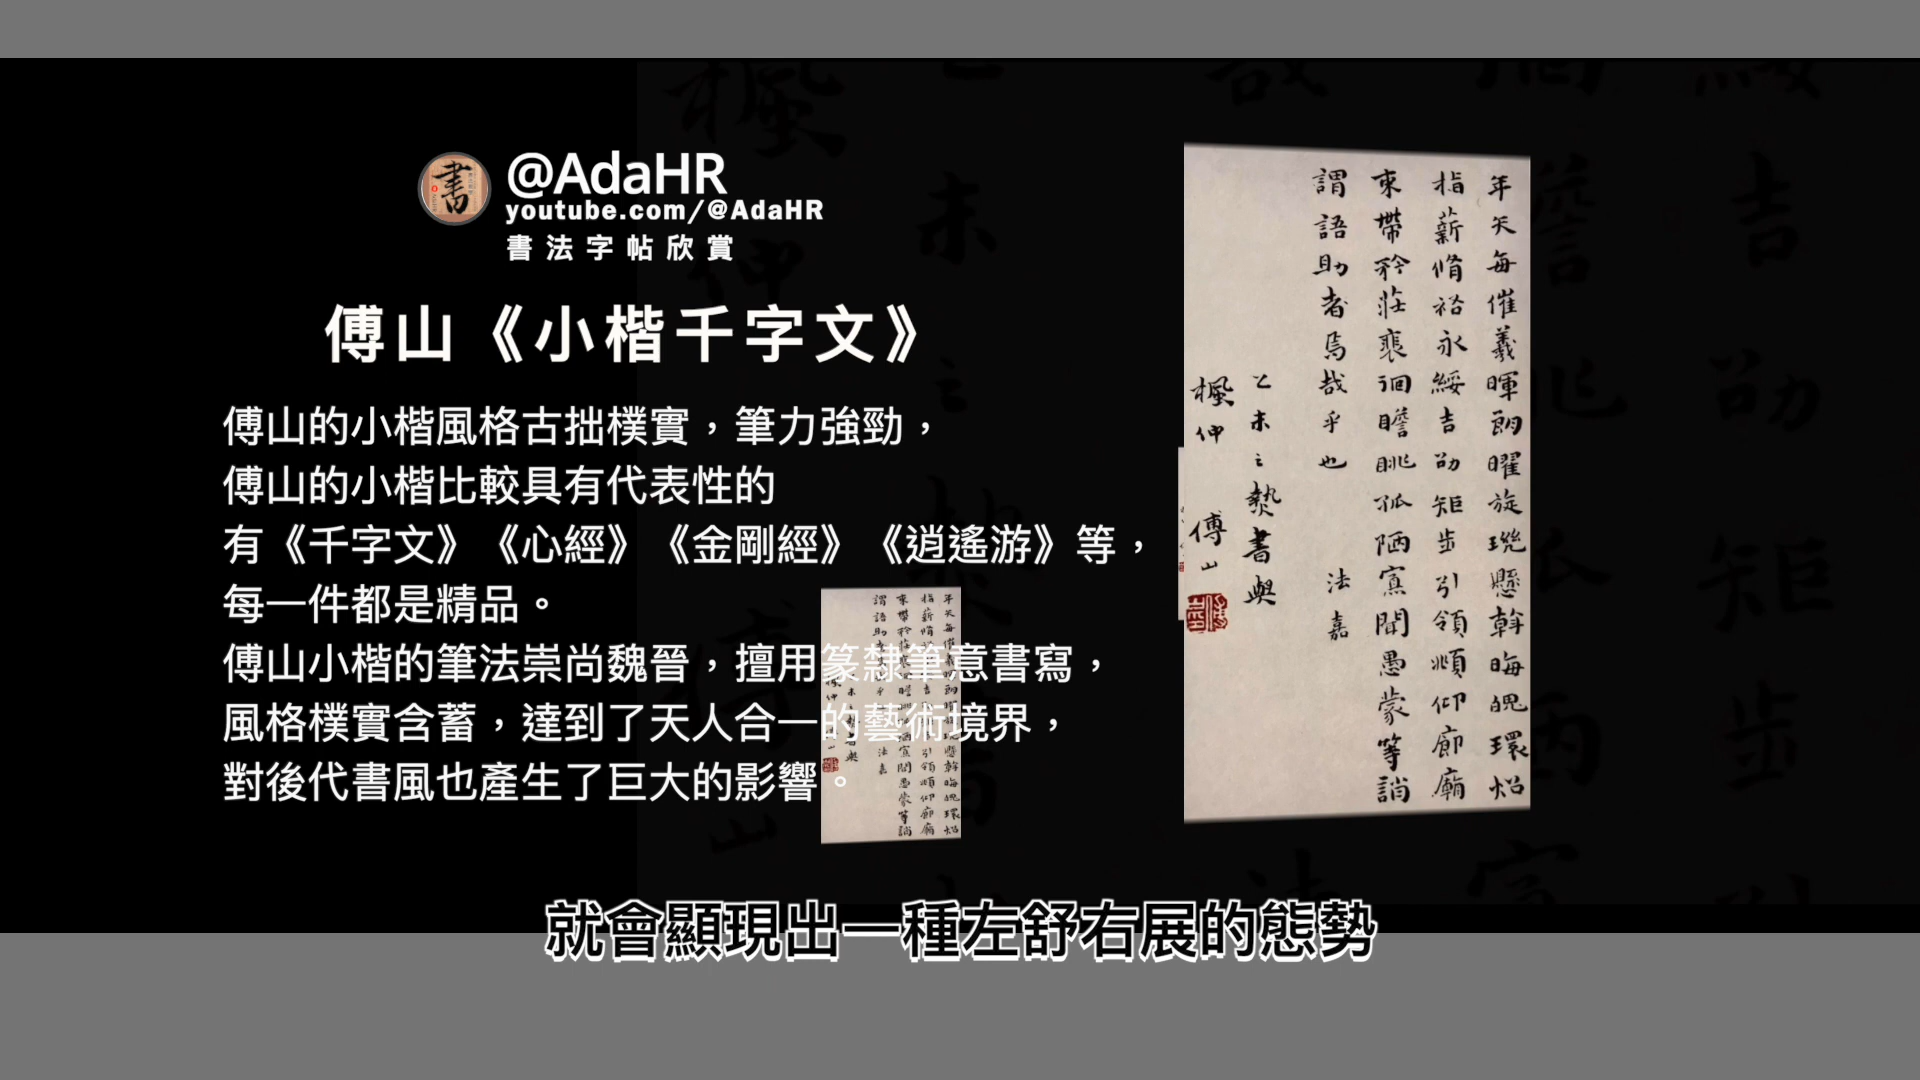 @AdaHR
youtube.com/@AdaHR
書法字帖欣賞
傅山《小楷千字文》
傅山的小楷風格古拙樸實，筆力強勁，
傅山的小楷比較具有代表性的
有《千字文》《心經》《金剛經》《逍遙游》等，
每一件都是精品。
傅山小楷的筆法崇尚魏晉，擅用篆隸筆意書寫，
風格樸實含蓄，達到了天人合一的藝術境界，
對後代書風也產生了巨大的影響。
年矢每催羲暉朗曜旋璣懸斡晦魄環炤
指薪脩祐永綏吉劭矩步引領頫仰廊廟
束帶矜莊裴徊瞻眺孤陋寡聞愚蒙等誚
謂語助者焉哉乎也 法嘉
乙未之 書與
楓仲 傅山
就會顯現出一種左舒右展的態勢